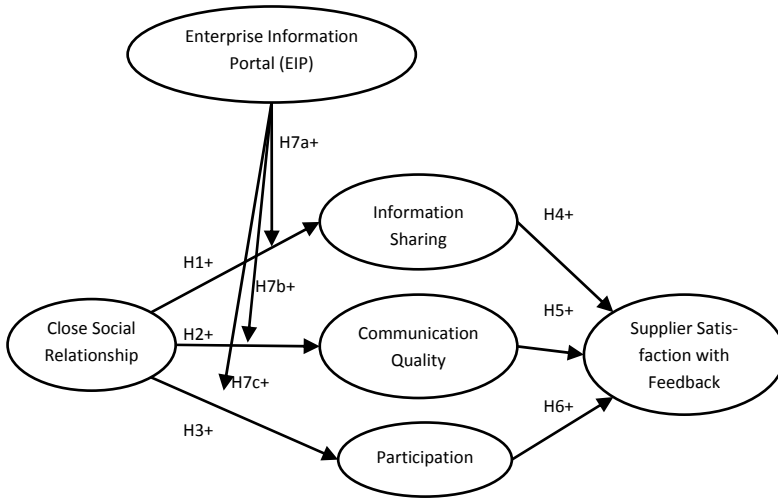 Enterprise Information
Portal (EIP)
H7a+
Information
Sharing
H4+
H1+
H7b+
H5+
Close Social
Relationship
H2+
Communication
Quality
Supplier Satis-
faction with
Feedback
H7c+
H6+
H3+
Participation